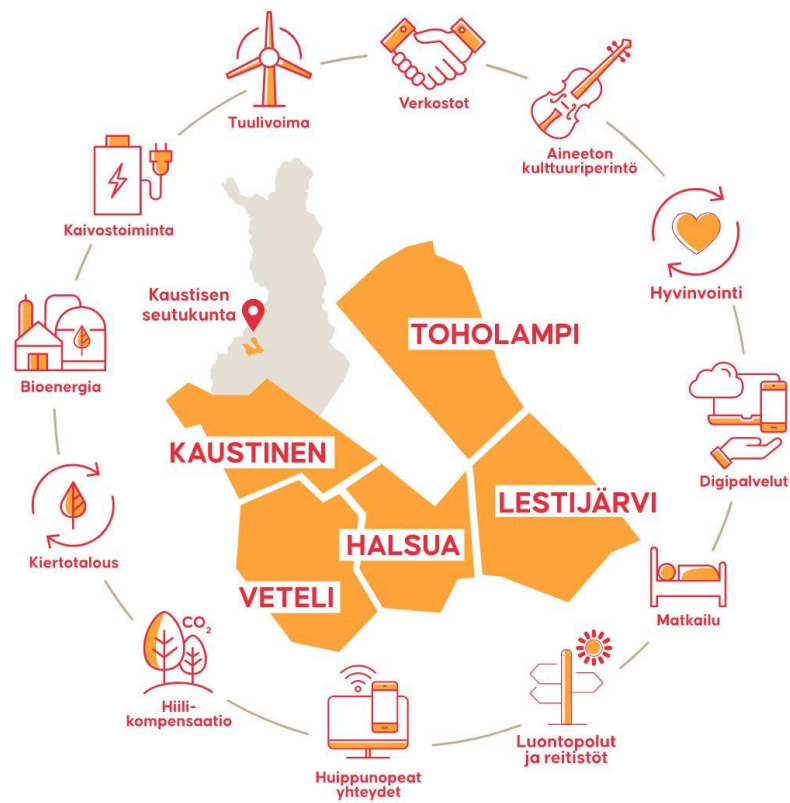 Tuulivoima
Verkostot
Aineeton
kulttuuriperintö
Hyvinvointi
Digipalvelut
Matkailu
Luontopolut
ja reitistöt
Huippunopeat
yhteydet
CO2
Hiili-
kompensaatio
Kiertotalous
Bioenergia
Kaivostoiminta
Kaustisen
seutukunta
TOHOLAMPI
KAUSTINEN
LESTIJÄRVI
HALSUA
VETELI